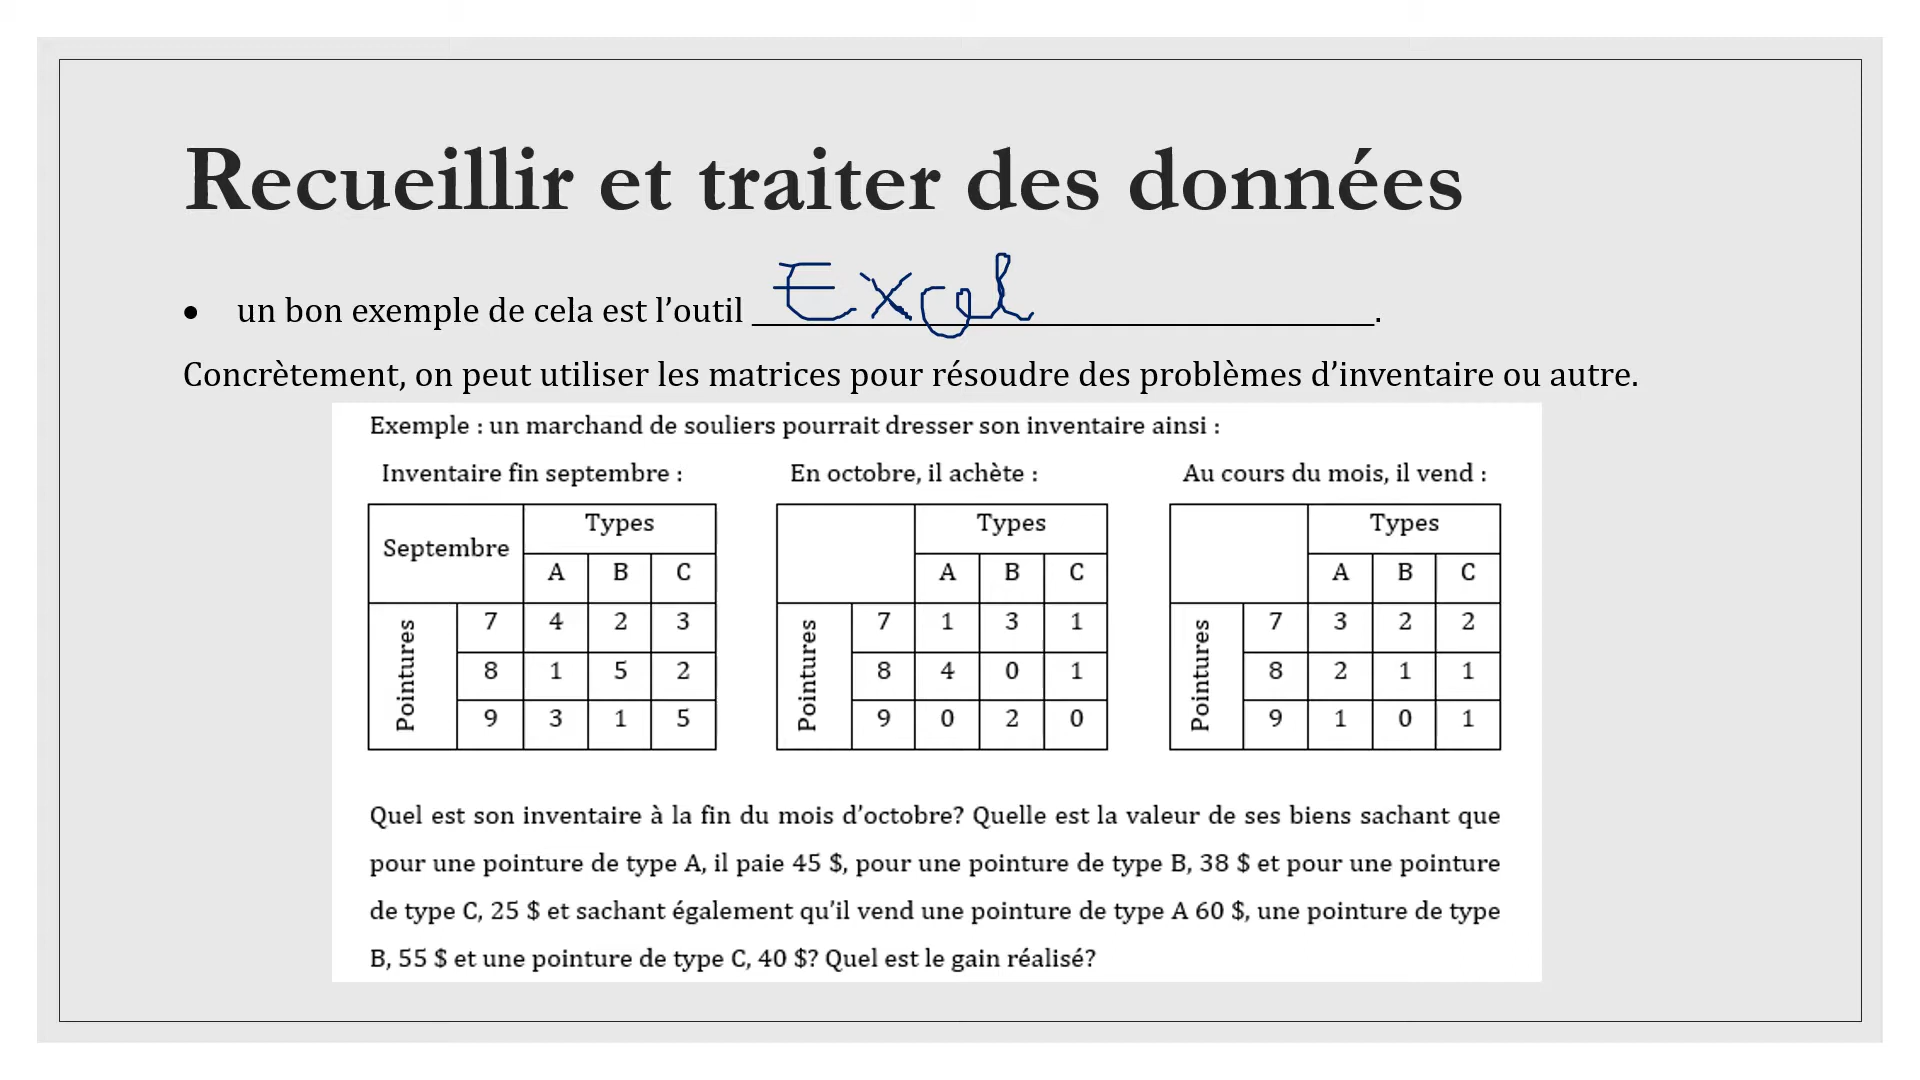 Recueillir et traiter des données
• un bon exemple de cela est l’outil Excel.
Concrètement, on peut utiliser les matrices pour résoudre des problèmes d’inventaire ou autre.
Exemple : un marchand de souliers pourrait dresser son inventaire ainsi :
Inventaire fin septembre : En octobre, il achète : Au cours du mois, il vend :
Septembre Types Types Types
A B C A B C A B C
Pointures Pointures Pointures
7 4 2 3 7 1 3 1 7 3 2 2
8 1 5 2 8 4 0 1 8 2 1 1
9 3 1 5 9 0 2 0 9 1 0 1
Quel est son inventaire à la fin du mois d’octobre? Quelle est la valeur de ses biens sachant que
pour une pointure de type A, il paie 45 $, pour une pointure de type B, 38 $ et pour une pointure
de type C, 25 $ et sachant également qu’il vend une pointure de type A 60 $, une pointure de type
B, 55 $ et une pointure de type C, 40 $? Quel est le gain réalisé?